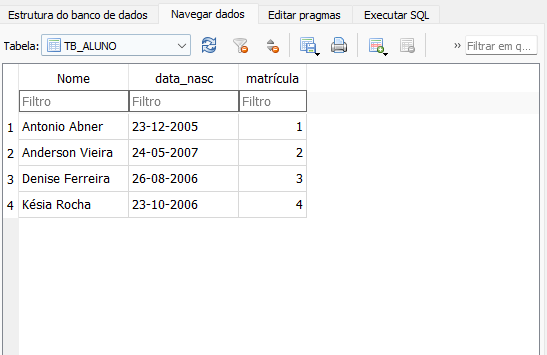 Estrutura do banco de dados Navegar dados Editar pragmas Executar SQL
Tabela: TB_ALUNO » Filtrar em q...
Nome data_nasc matrícula
Filtro Filtro Filtro
1 Antonio Abner 23-12-2005 1
2 Anderson Vieira 24-05-2007 2
3 Denise Ferreira 26-08-2006 3
4 Késia Rocha 23-10-2006 4